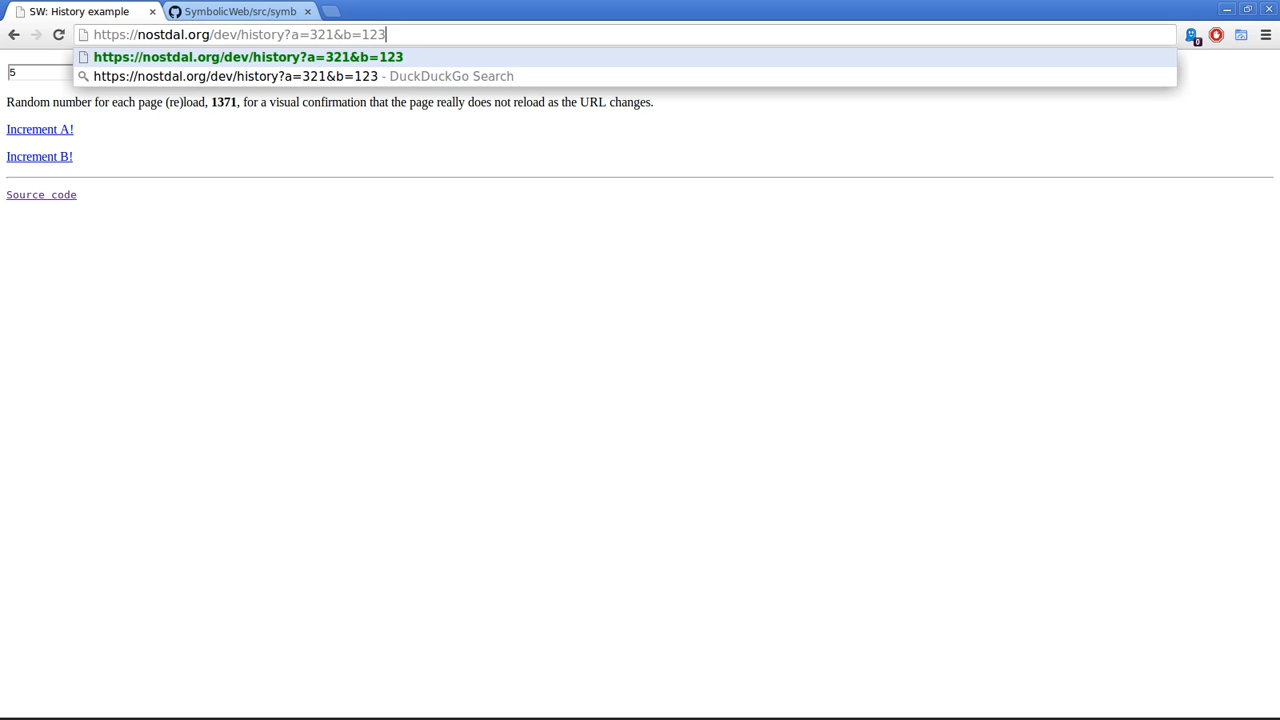 SW: History example
SymbolicWeb/src/symb
https://nostdal.org/dev/history?a=321&b=123
https://nostdal.org/dev/history?a=321&b=123
https://nostdal.org/dev/history?a=321&b=123 - DuckDuckGo Search
0
5
Random number for each page (re)load, 1371, for a visual confirmation that the page really does not reload as the URL changes.
Increment A!
Increment B!
Source code